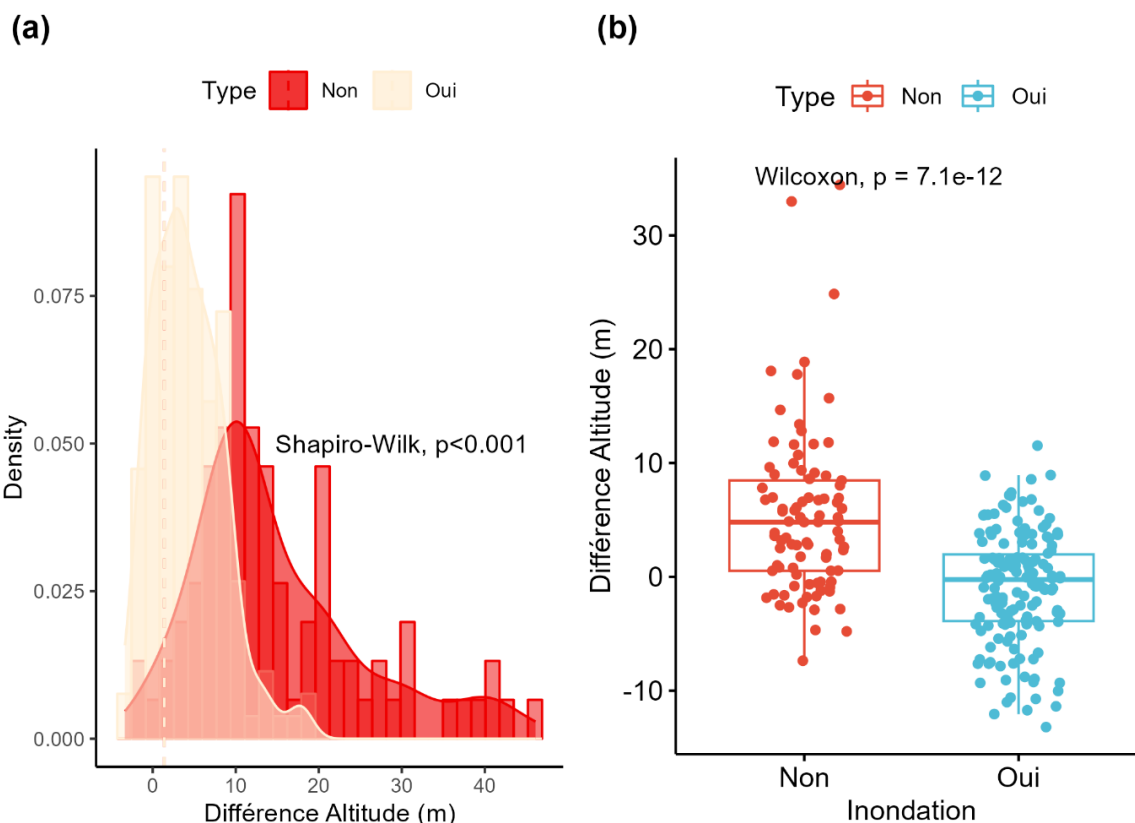 (a)
Type Non Oui
0.075
0.050
0.025
0.000
Density
Shapiro-Wilk, p<0.001
0 10 20 30 40
Différence Altitude (m)
(b)
Type Non Oui
Wilcoxon, p = 7.1e-12
30
20
10
0
-10
Différence Altitude (m)
Non Oui
Inondation